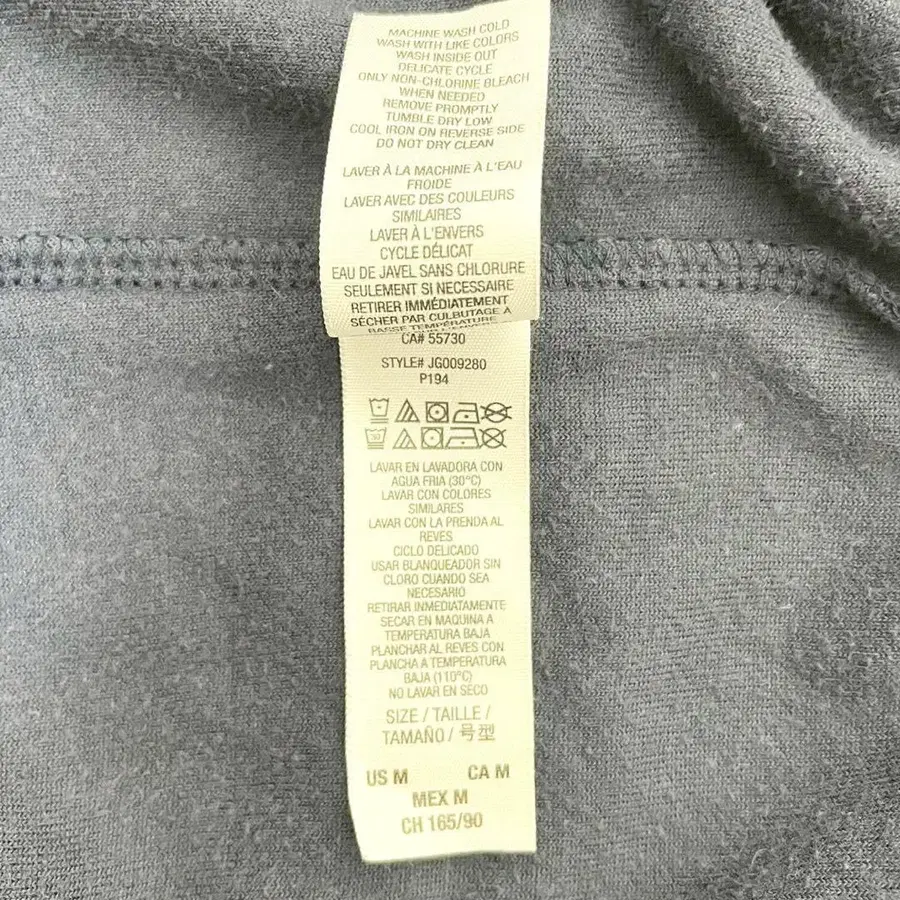 MACHINE WASH COLD
WASH WITH LIKE COLORS
WASH INSIDE OUT
DELICATE CYCLE
ONLY NON-CHLORINE BLEACH
WHEN NEEDED
REMOVE PROMPTLY
TUMBLE DRY LOW
COOL IRON ON REVERSE SIDE
DO NOT DRY CLEAN
LAVER À LA MACHINE À L'EAU
FROIDE
LAVER AVEC DES COULEURS
SIMILAIRES
LAVER À L'ENVERS
CYCLE DÉLICAT
EAU DE JAVEL SANS CHLORURE
SEULEMENT SI NECESSAIRE
RETIRER IMMÉDIATEMENT
SÉCHER PAR CULBUTAGE A
BASSE TEMPÉRATURE
CA# 55730
STYLE# JG009280
P194
30
LAVAR EN LAVADORA CON
AGUA FRIA (30°C)
LAVAR CON COLORES
SIMILARES
LAVAR CON LA PRENDA AL
REVES
CICLO DELICADO
USAR BLANQUEADOR SIN
CLORO CUANDO SEA
NECESARIO
RETIRAR INMEDIATAMENTE
SECAR EN MAQUINA A
TEMPERATURA BAJA
PLANCHAR AL REVES CON
PLANCHA A TEMPERATURA
BAJA (110°C)
NO LAVAR EN SECO
SIZE / TAILLE /
TAMAÑO / 号型
US M CA M
MEX M
CH 165/90